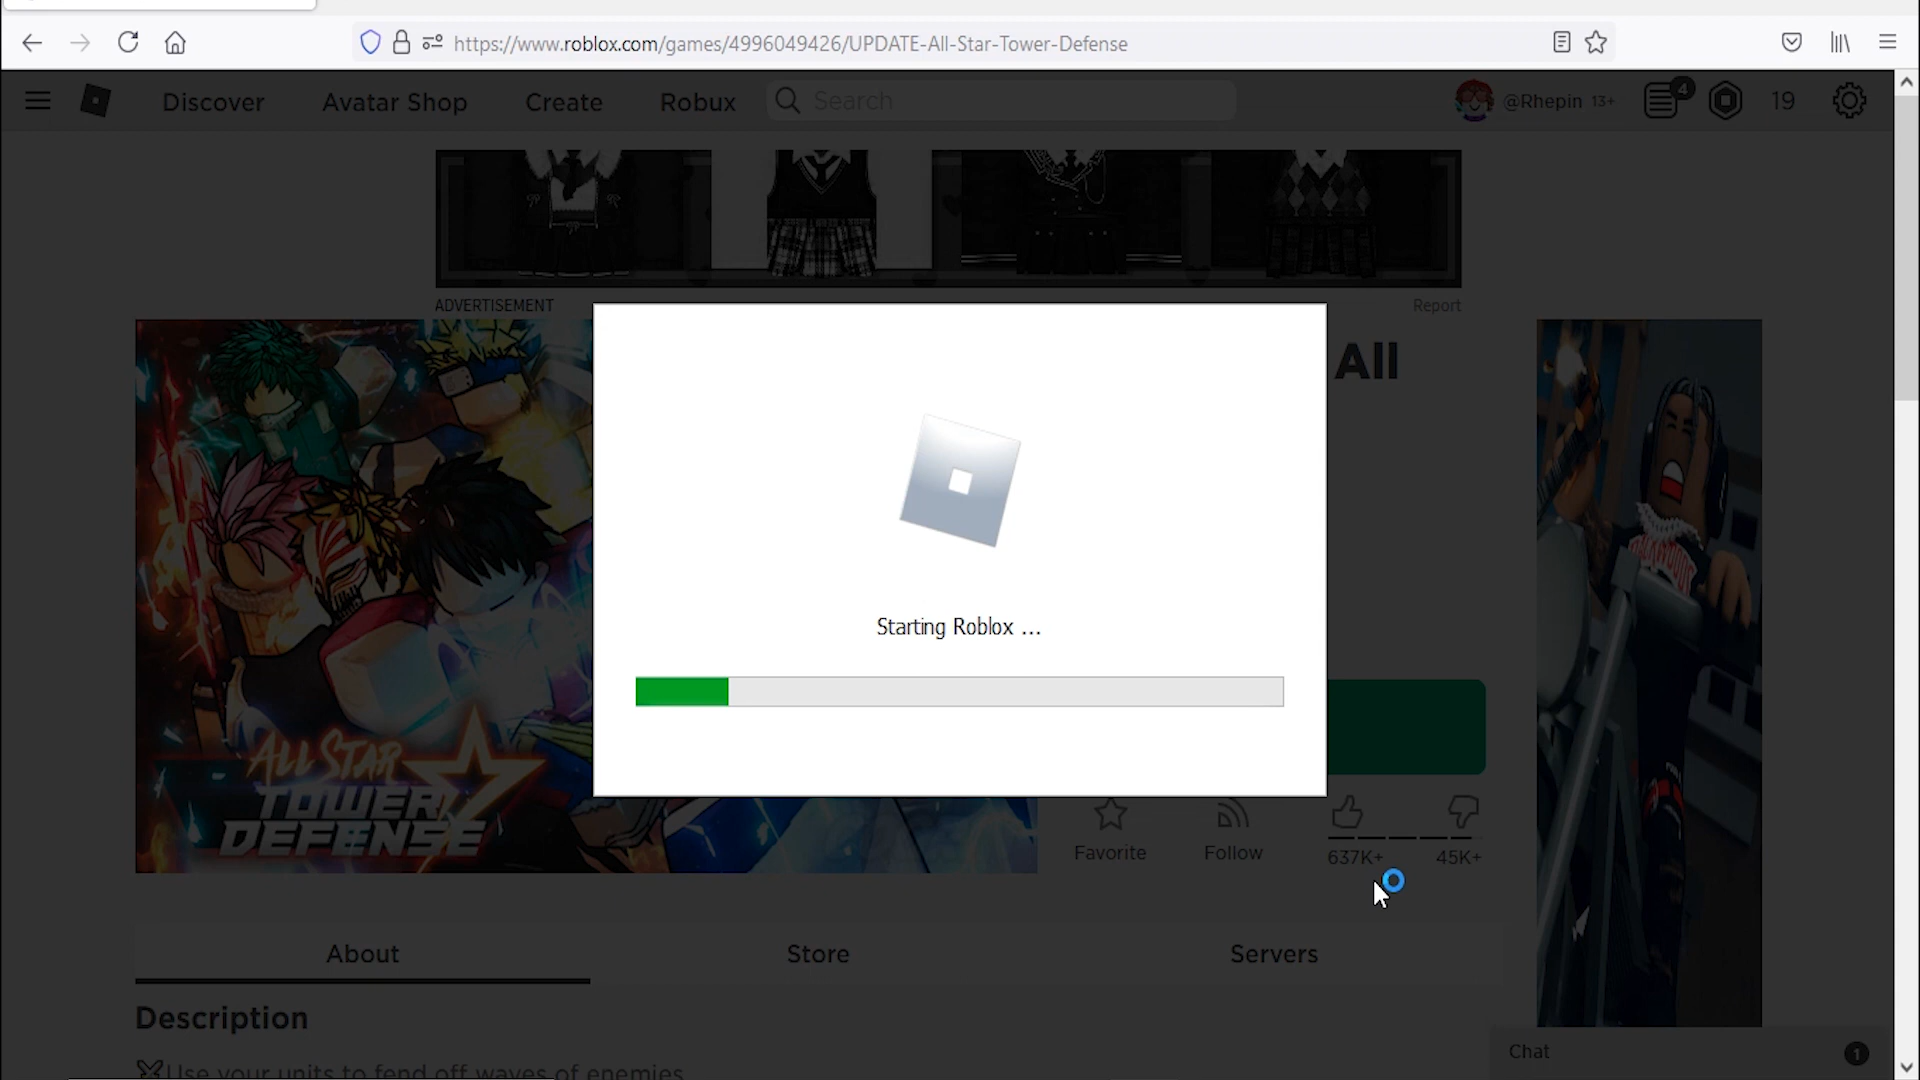 https://www.roblox.com/games/4996049426/UPDATE-All-Star-Tower-Defense
Discover
Avatar Shop
Create
Robux
Search
@Rhepin 13+
4
19
ADVERTISEMENT
Report
All
Starting Roblox ...
ALL STAR
TOWER
DEFENSE
Favorite
Follow
637K+
45K+
About
Store
Servers
Description
Use your units to fend off waves of enemies
Chat
1